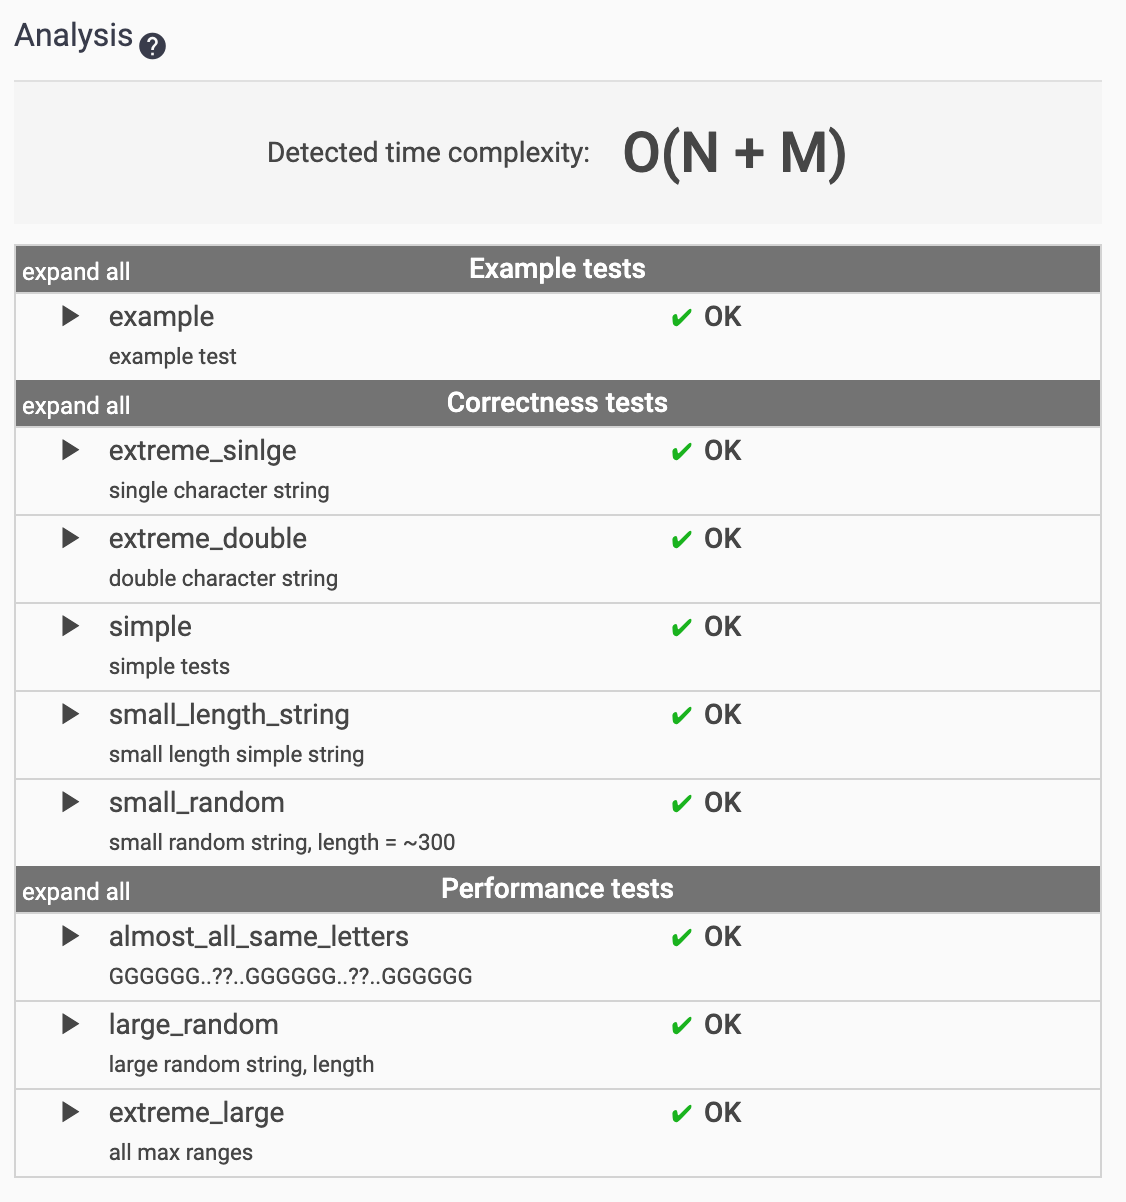 Analysis ?
Detected time complexity: O(N + M)
expand all Example tests
example ✔ OK
example test
expand all Correctness tests
extreme_sinlge ✔ OK
single character string
extreme_double ✔ OK
double character string
simple ✔ OK
simple tests
small_length_string ✔ OK
small length simple string
small_random ✔ OK
small random string, length = ~300
expand all Performance tests
almost_all_same_letters ✔ OK
GGGGGG..??..GGGGGG..??..GGGGGG
large_random ✔ OK
large random string, length
extreme_large ✔ OK
all max ranges